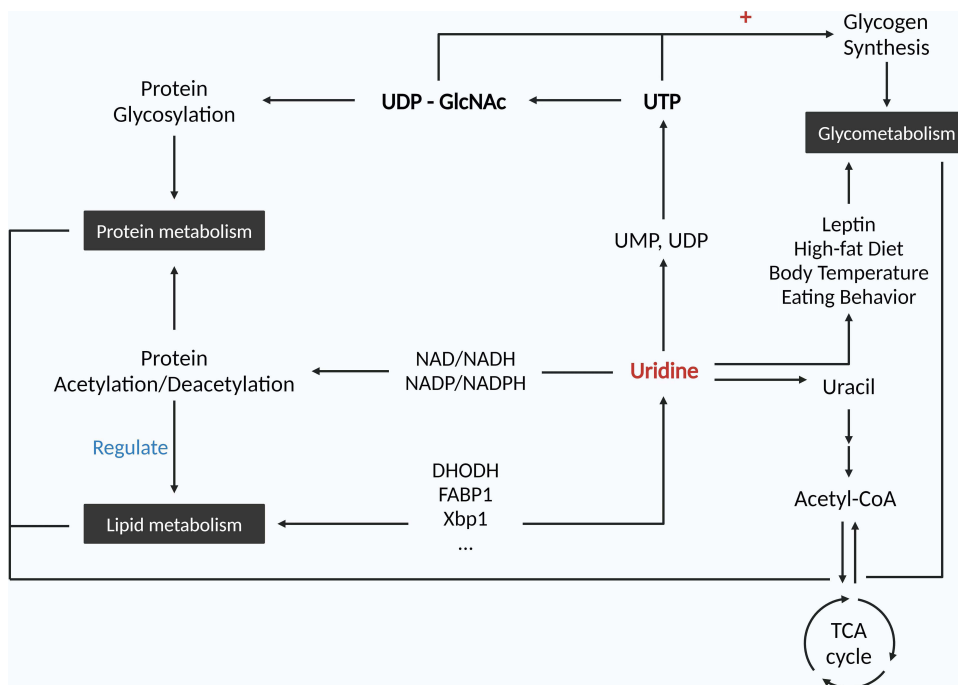 +
Glycogen
Synthesis
Protein
Glycosylation
UDP - GlcNAc
UTP
Glycometabolism
Protein metabolism
UMP, UDP
Leptin
High-fat Diet
Body Temperature
Eating Behavior
Protein
Acetylation/Deacetylation
NAD/NADH
NADP/NADPH
Uridine
Uracil
Regulate
DHODH
FABP1
Xbp1
...
Acetyl-CoA
Lipid metabolism
TCA
cycle